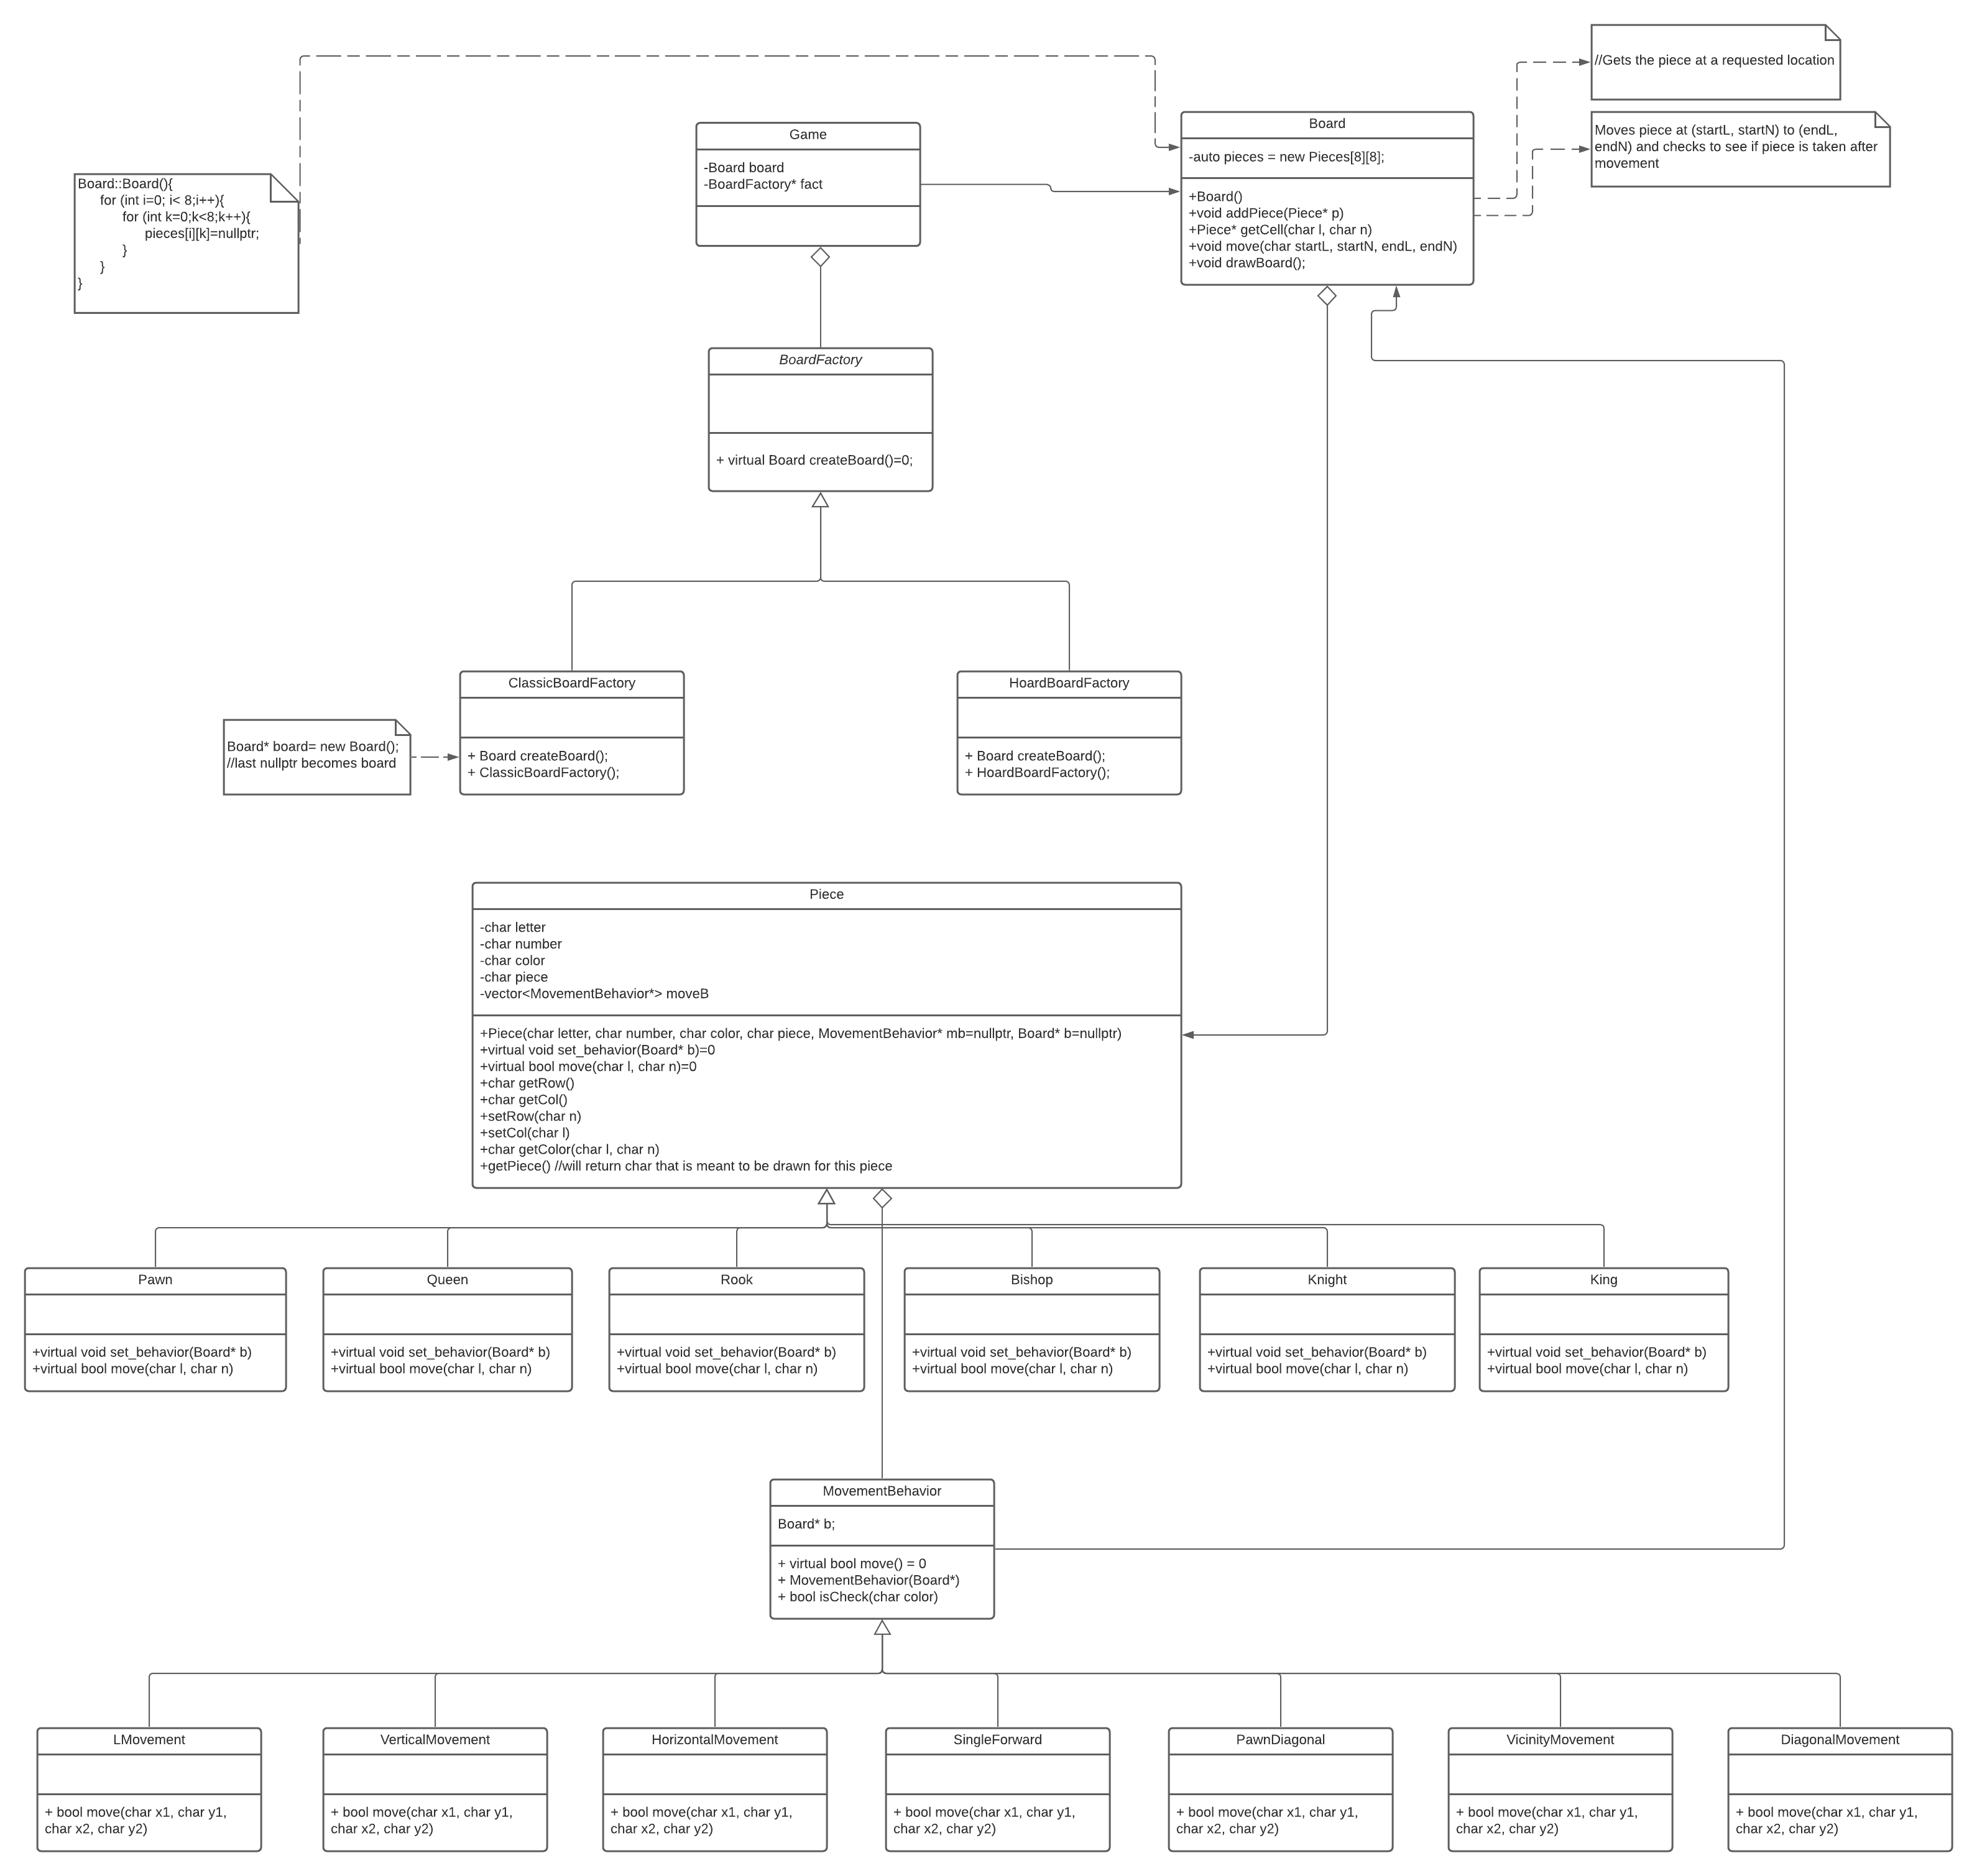 //Gets the piece at a requested location
Moves piece at (startL, startN) to (endL,
endN) and checks to see if piece is taken after
movement
Board::Board(){
for (int i=0; i< 8;i++){
for (int k=0;k<8;k++){
pieces[i][k]=nullptr;
}
}
}
Game
-Board board
-BoardFactory* fact
Board
-auto pieces = new Pieces[8][8];
+Board()
+void addPiece(Piece* p)
+Piece* getCell(char l, char n)
+void move(char startL, startN, endL, endN)
+void drawBoard();
BoardFactory
+ virtual Board createBoard()=0;
Board* board= new Board();
//last nullptr becomes board
ClassicBoardFactory
+ Board createBoard();
+ ClassicBoardFactory();
HoardBoardFactory
+ Board createBoard();
+ HoardBoardFactory();
Piece
-char letter
-char number
-char color
-char piece
-vector<MovementBehavior*> moveB
+Piece(char letter, char number, char color, char piece, MovementBehavior* mb=nullptr, Board* b=nullptr)
+virtual void set_behavior(Board* b)=0
+virtual bool move(char l, char n)=0
+char getRow()
+char getCol()
+setRow(char n)
+setCol(char l)
+char getColor(char l, char n)
+getPiece() //will return char that is meant to be drawn for this piece
Pawn
+virtual void set_behavior(Board* b)
+virtual bool move(char l, char n)
Queen
+virtual void set_behavior(Board* b)
+virtual bool move(char l, char n)
Rook
+virtual void set_behavior(Board* b)
+virtual bool move(char l, char n)
Bishop
+virtual void set_behavior(Board* b)
+virtual bool move(char l, char n)
Knight
+virtual void set_behavior(Board* b)
+virtual bool move(char l, char n)
King
+virtual void set_behavior(Board* b)
+virtual bool move(char l, char n)
MovementBehavior
Board* b;
+ virtual bool move() = 0
+ MovementBehavior(Board*)
+ bool isCheck(char color)
LMovement
+ bool move(char x1, char y1,
char x2, char y2)
VerticalMovement
+ bool move(char x1, char y1,
char x2, char y2)
HorizontalMovement
+ bool move(char x1, char y1,
char x2, char y2)
SingleForward
+ bool move(char x1, char y1,
char x2, char y2)
PawnDiagonal
+ bool move(char x1, char y1,
char x2, char y2)
VicinityMovement
+ bool move(char x1, char y1,
char x2, char y2)
DiagonalMovement
+ bool move(char x1, char y1,
char x2, char y2)